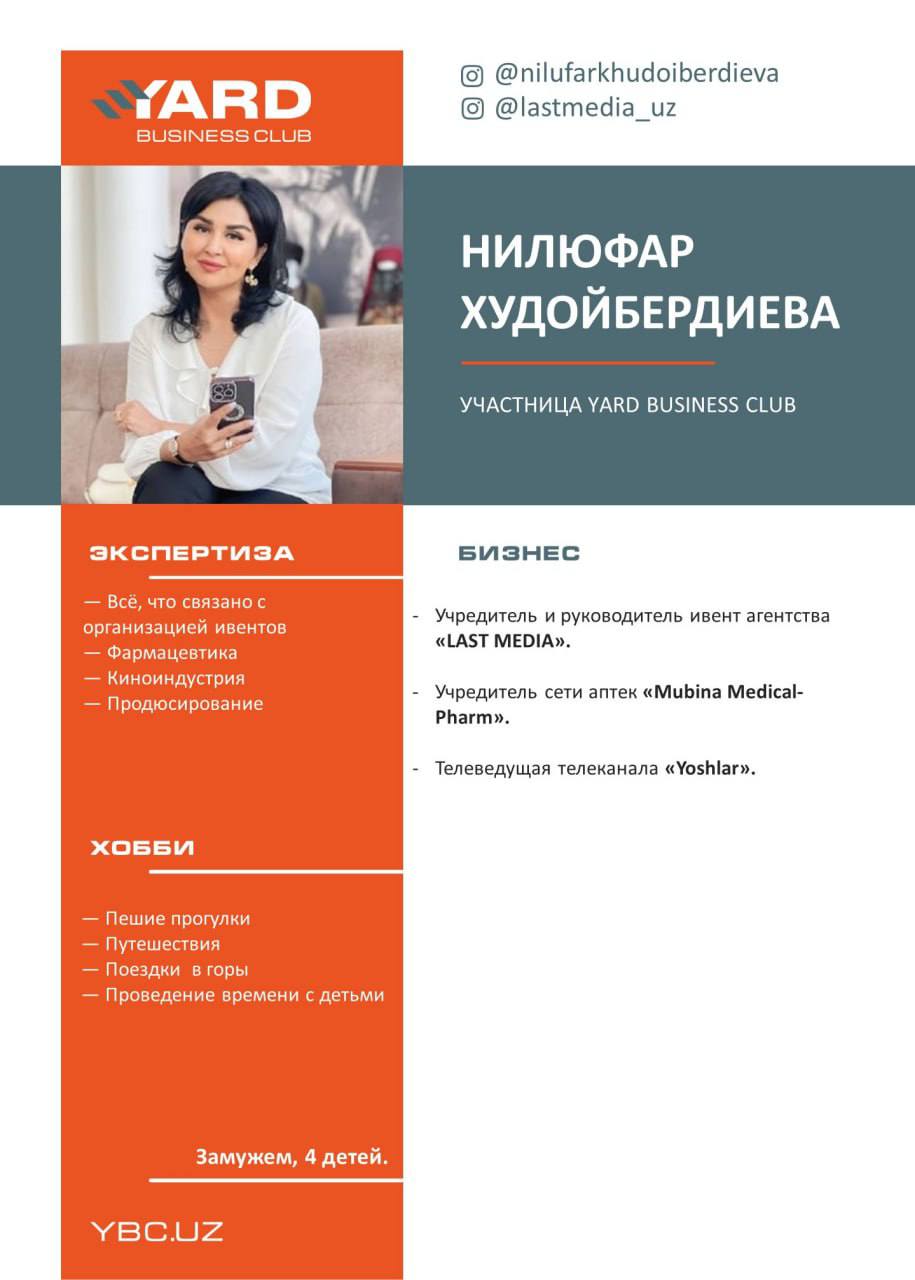 YARD
BUSINESS CLUB
@nilufarkhudoiberdieva
@lastmedia_uz
НИЛЮФАР
ХУДОЙБЕРДИЕВА
УЧАСТНИЦА YARD BUSINESS CLUB
ЭКСПЕРТИЗА
— Всё, что связано с
организацией ивентов
— Фармацевтика
— Киноиндустрия
— Продюсирование
БИЗНЕС
- Учредитель и руководитель ивент агентства
«LAST MEDIA».
- Учредитель сети аптек «Mubina Medical-
Pharm».
- Телеведущая телеканала «Yoshlar».
ХОББИ
— Пешие прогулки
— Путешествия
— Поездки в горы
— Проведение времени с детьми
Замужем, 4 детей.
YBC.UZ